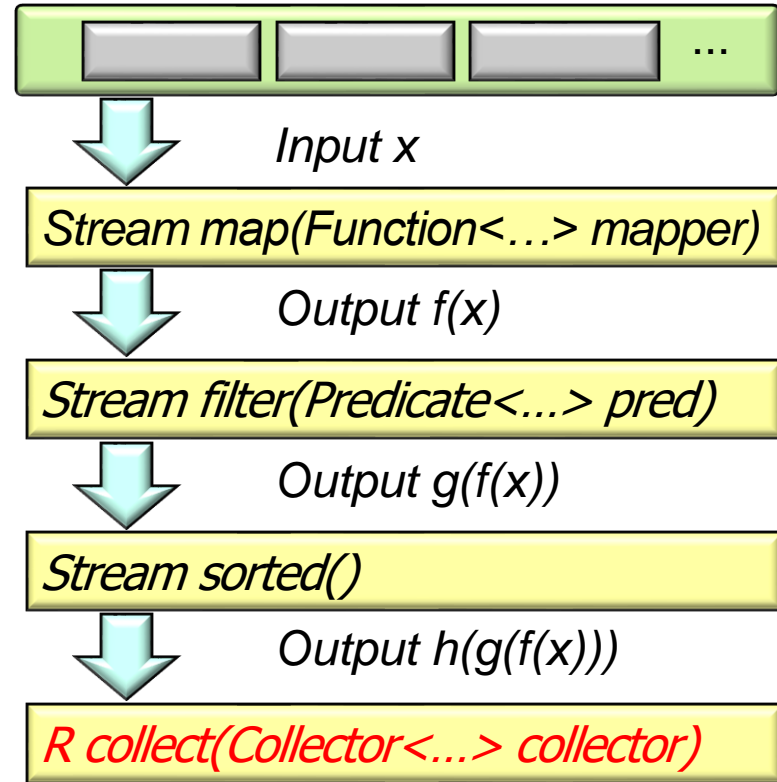 ...
Input x
Stream map(Function<…> mapper)
Output f(x)
Stream filter(Predicate<...> pred)
Output g(f(x))
Stream sorted()
Output h(g(f(x)))
R collect(Collector<...> collector)